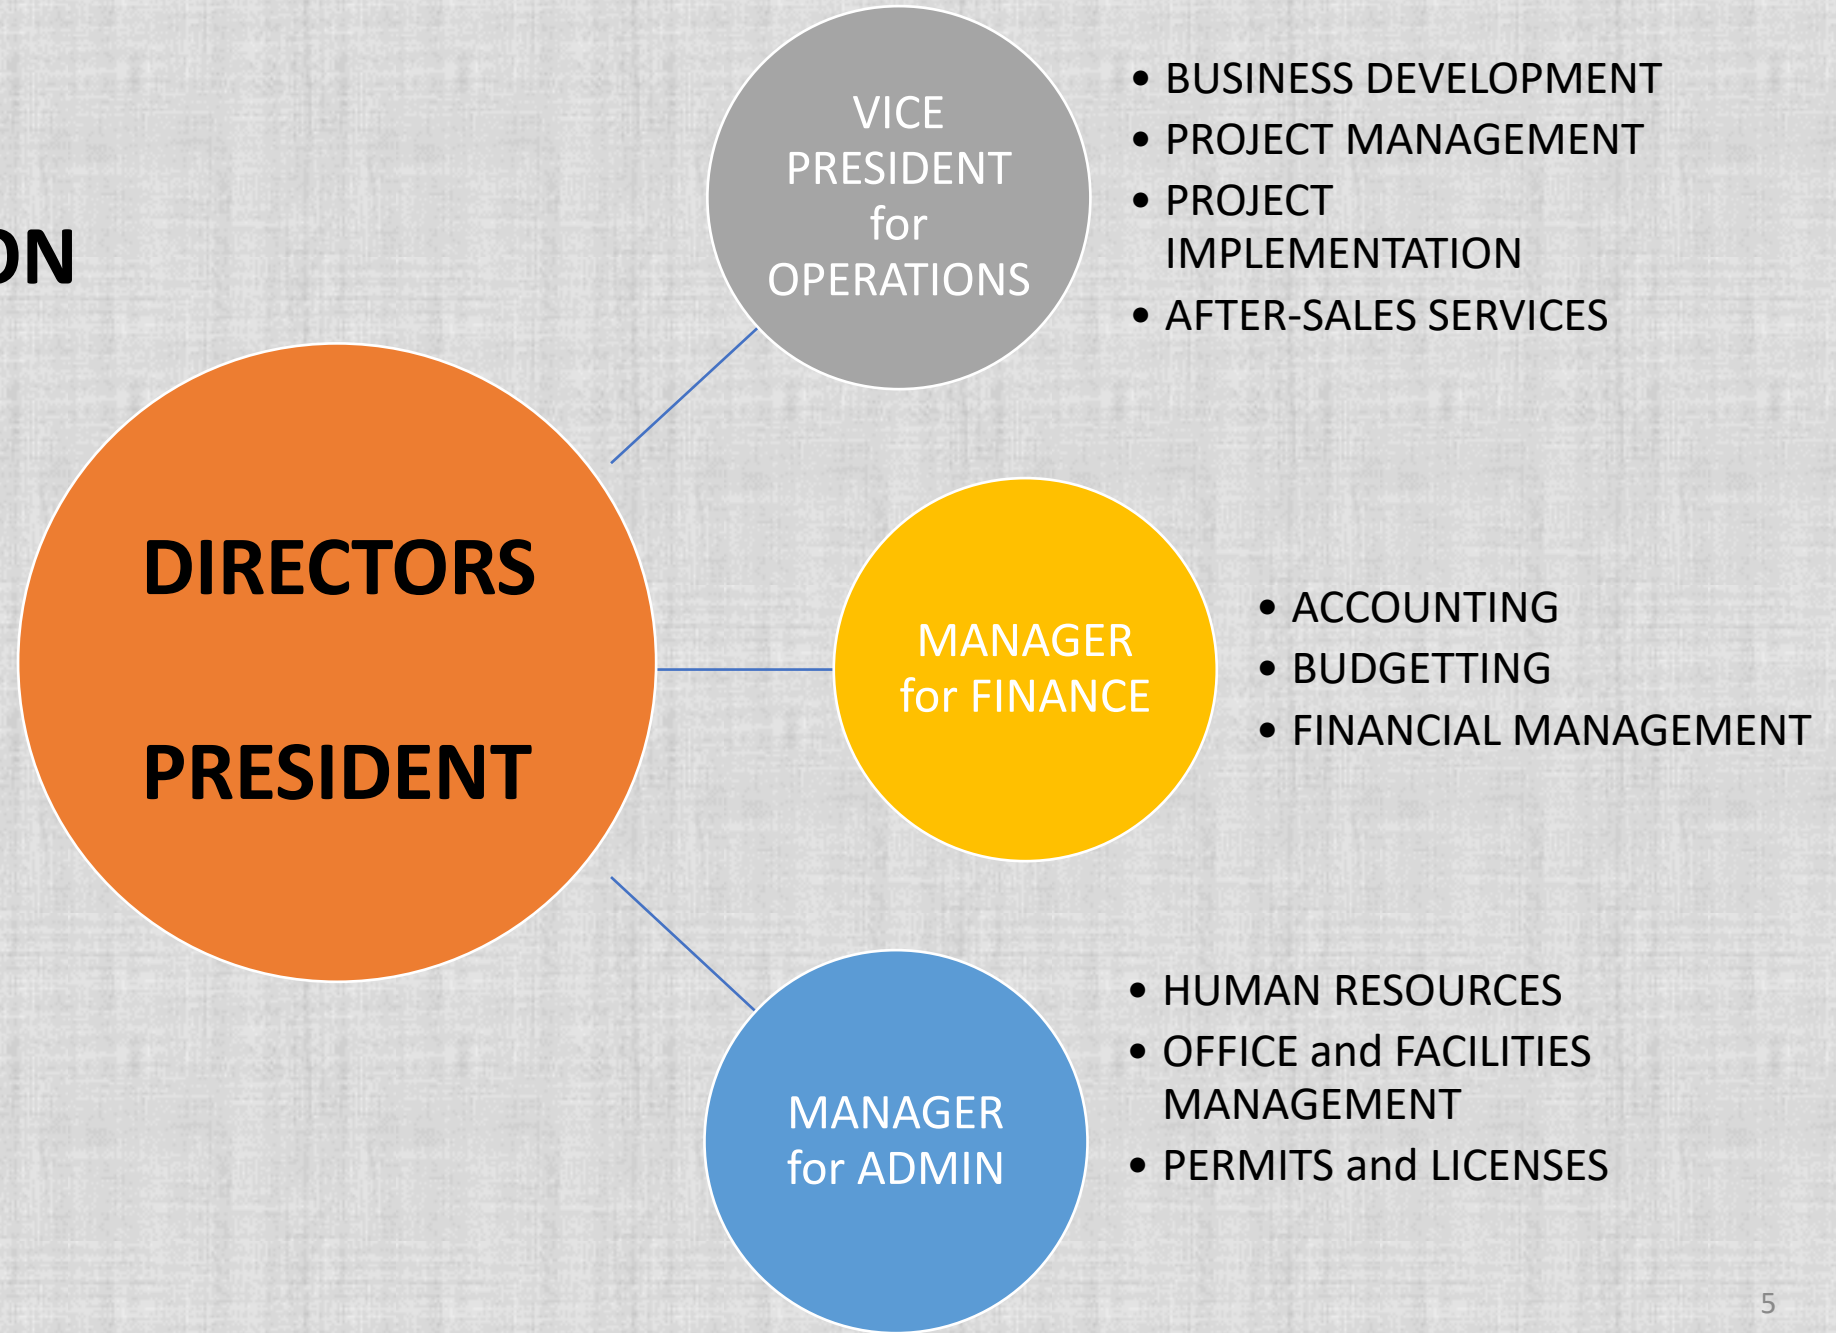 ON
DIRECTORS
PRESIDENT
VICE
PRESIDENT
for
OPERATIONS
• BUSINESS DEVELOPMENT
• PROJECT MANAGEMENT
• PROJECT
IMPLEMENTATION
• AFTER-SALES SERVICES
MANAGER
for FINANCE
• ACCOUNTING
• BUDGETTING
• FINANCIAL MANAGEMENT
MANAGER
for ADMIN
• HUMAN RESOURCES
• OFFICE and FACILITIES
MANAGEMENT
• PERMITS and LICENSES
5